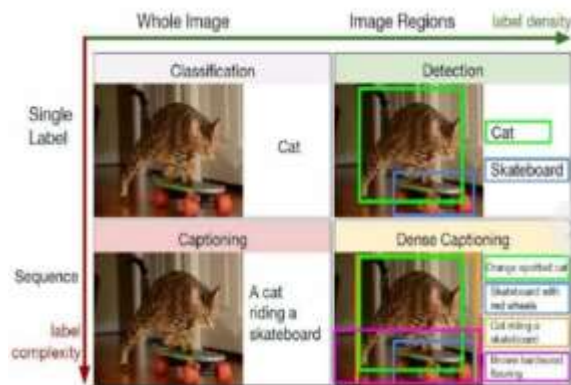 Whole Image
Image Regions
label density
Single
Label
Classification
Cat
Detection
Cat
Skateboard
Sequence
label
complexity
Captioning
A cat
riding a
skateboard
Dense Captioning
Orange spotted cat
Skateboard with
red wheels
Cat riding a
skateboard
Brown hardwood
flooring